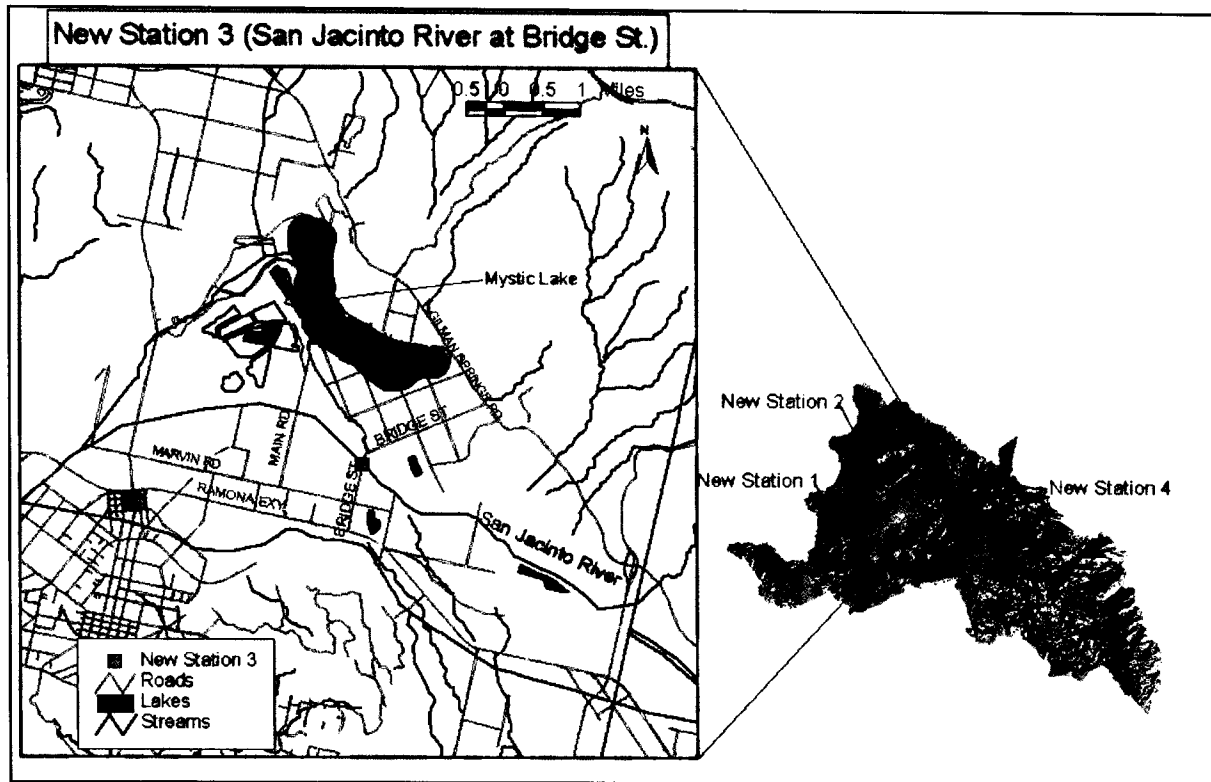 New Station 3 (San Jacinto River at Bridge St.)
0.5 0 0.5 1 Miles
N
Mystic Lake
GILMAN SPRINGS RD
BRIDGE ST
MAIN RD
MARVIN RD
RAMONA EXY
BRIDGE ST
San Jacinto River
New Station 2
New Station 1
New Station 4
New Station 3
Roads
Lakes
Streams